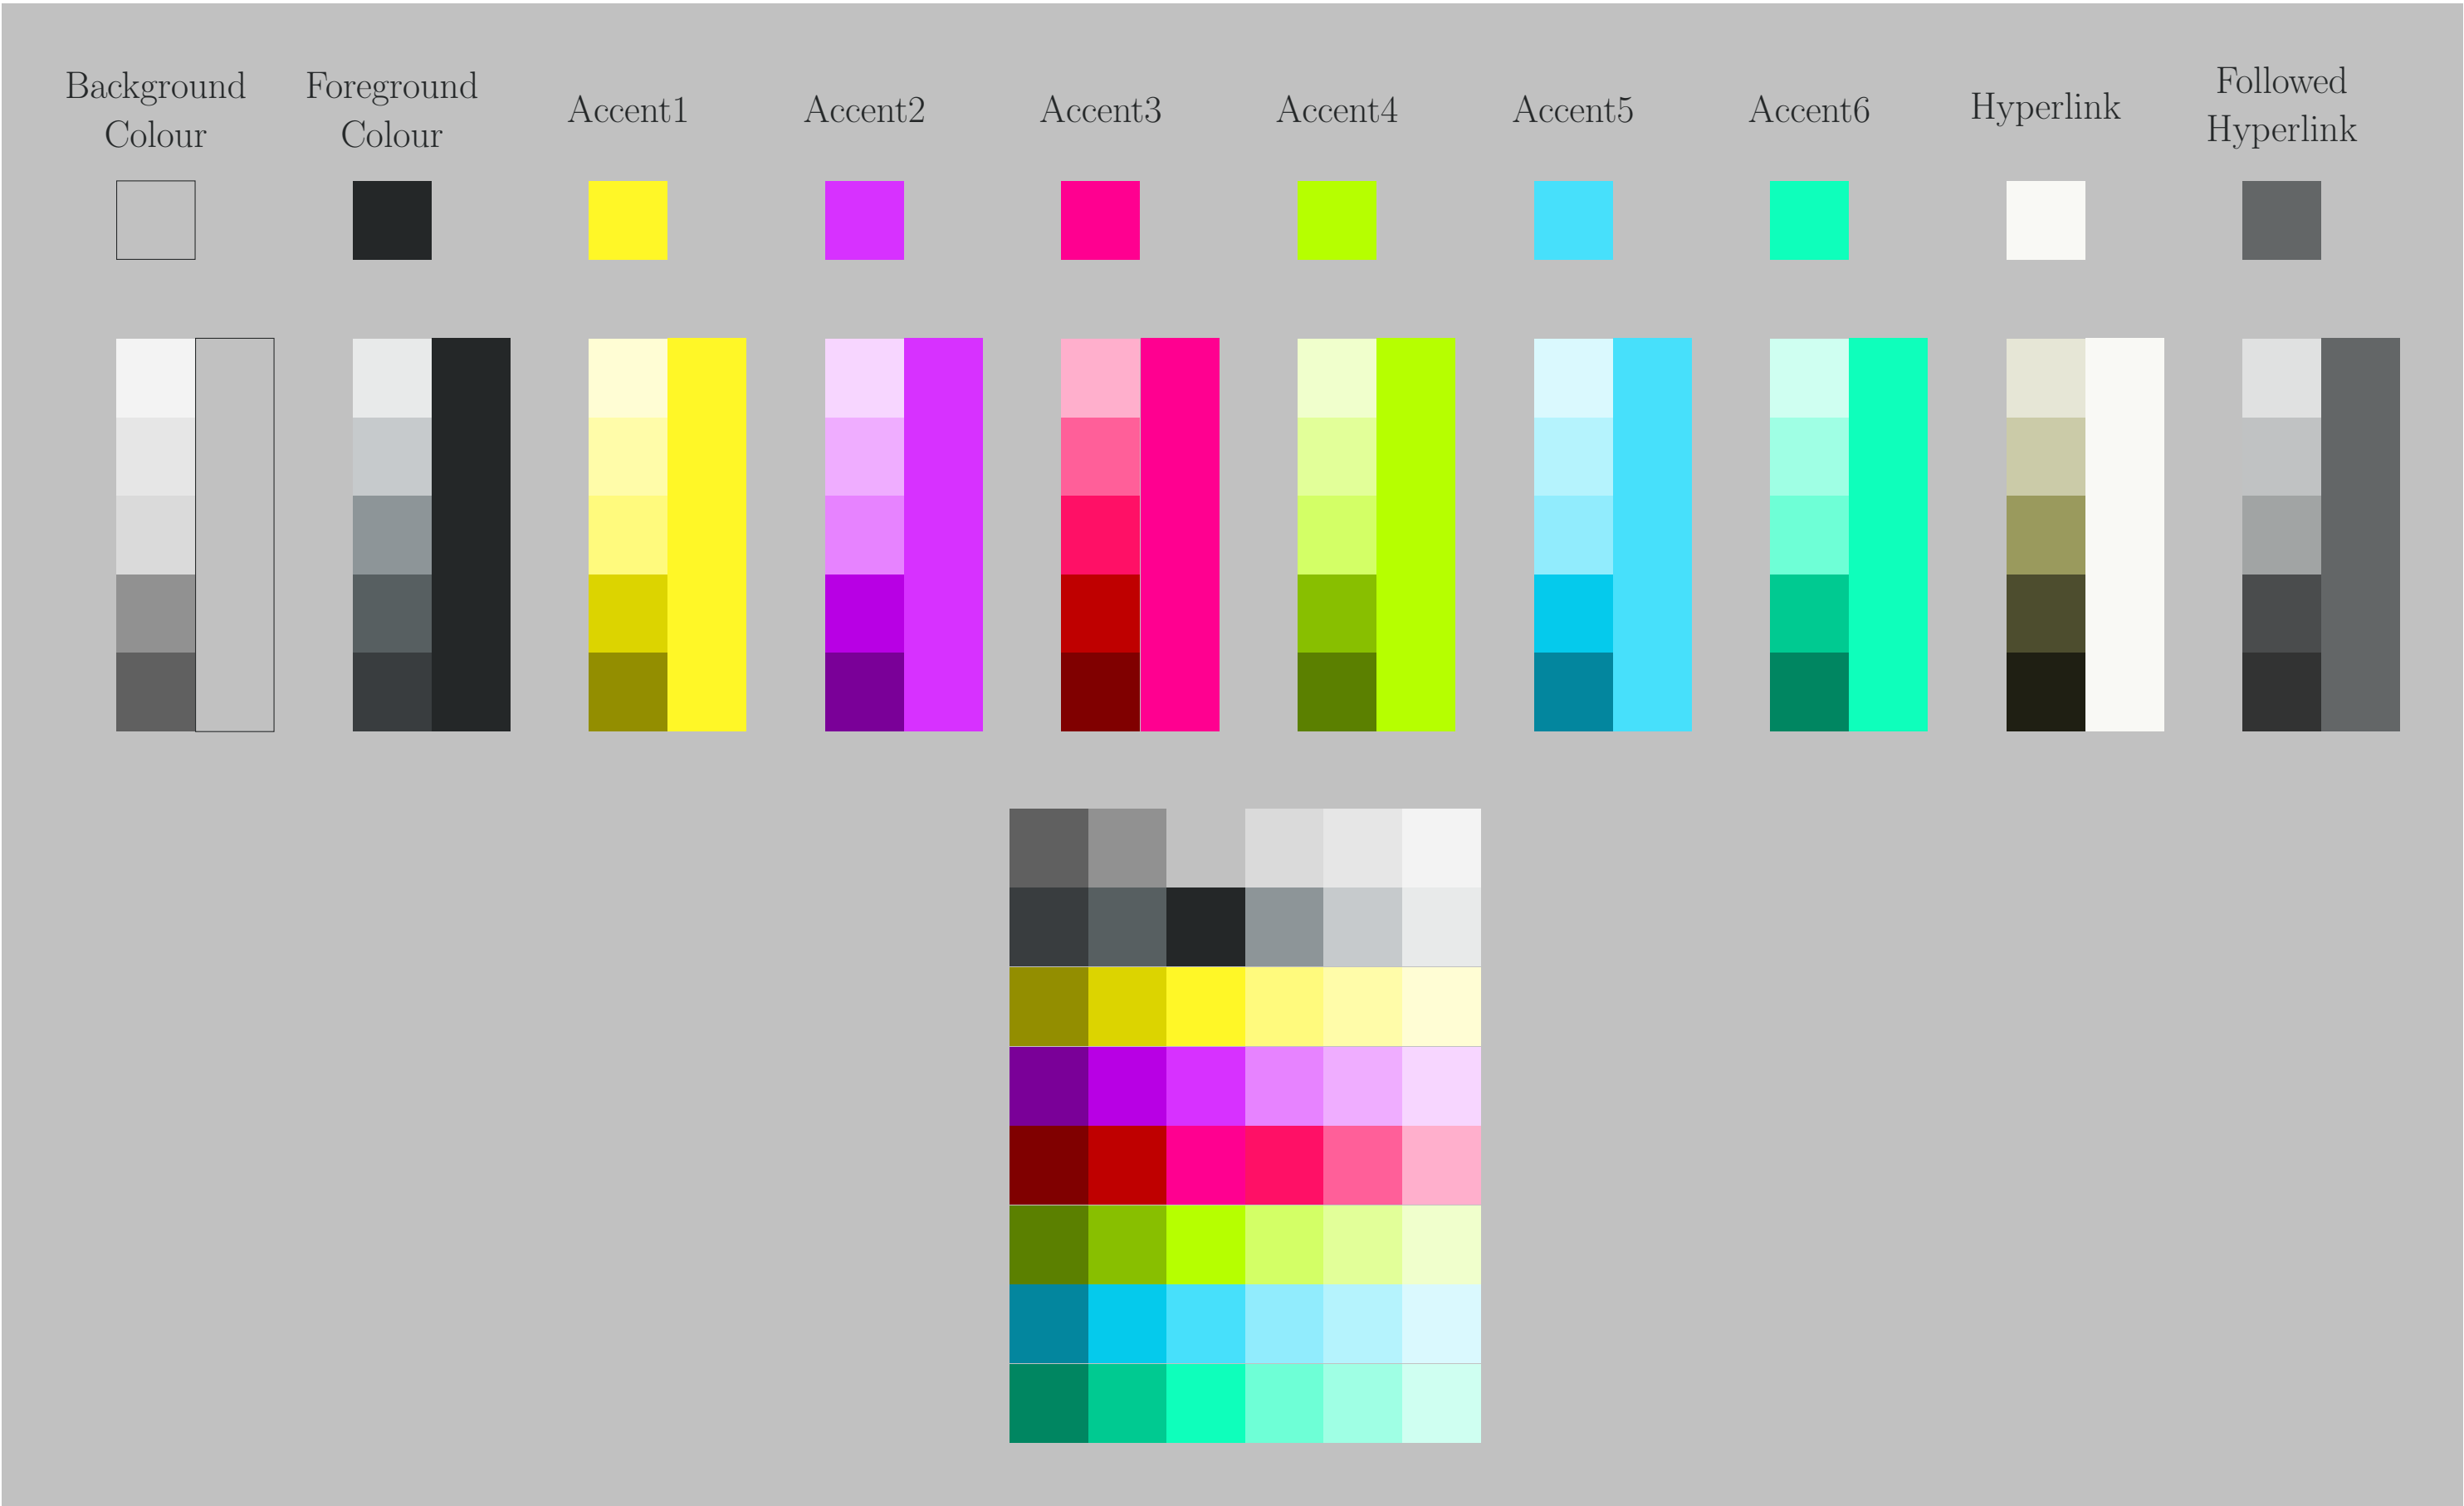 Background
Colour
Foreground
Colour
Accent1
Accent2
Accent3
Accent4
Accent5
Accent6
Hyperlink
Followed
Hyperlink